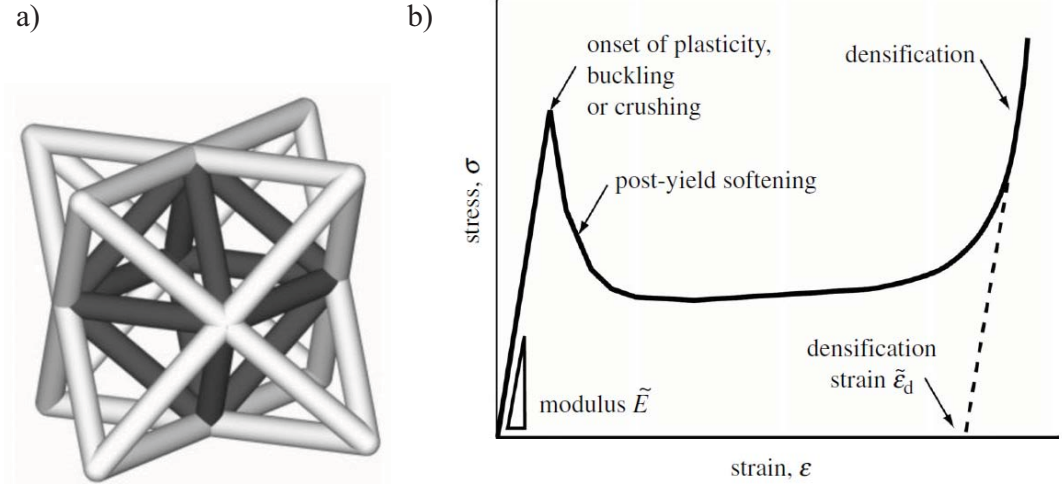 a)
b)
onset of plasticity,
buckling
or crushing
densification
post-yield softening
stress, σ
densification
strain ε̃d
modulus Ẽ
strain, ε